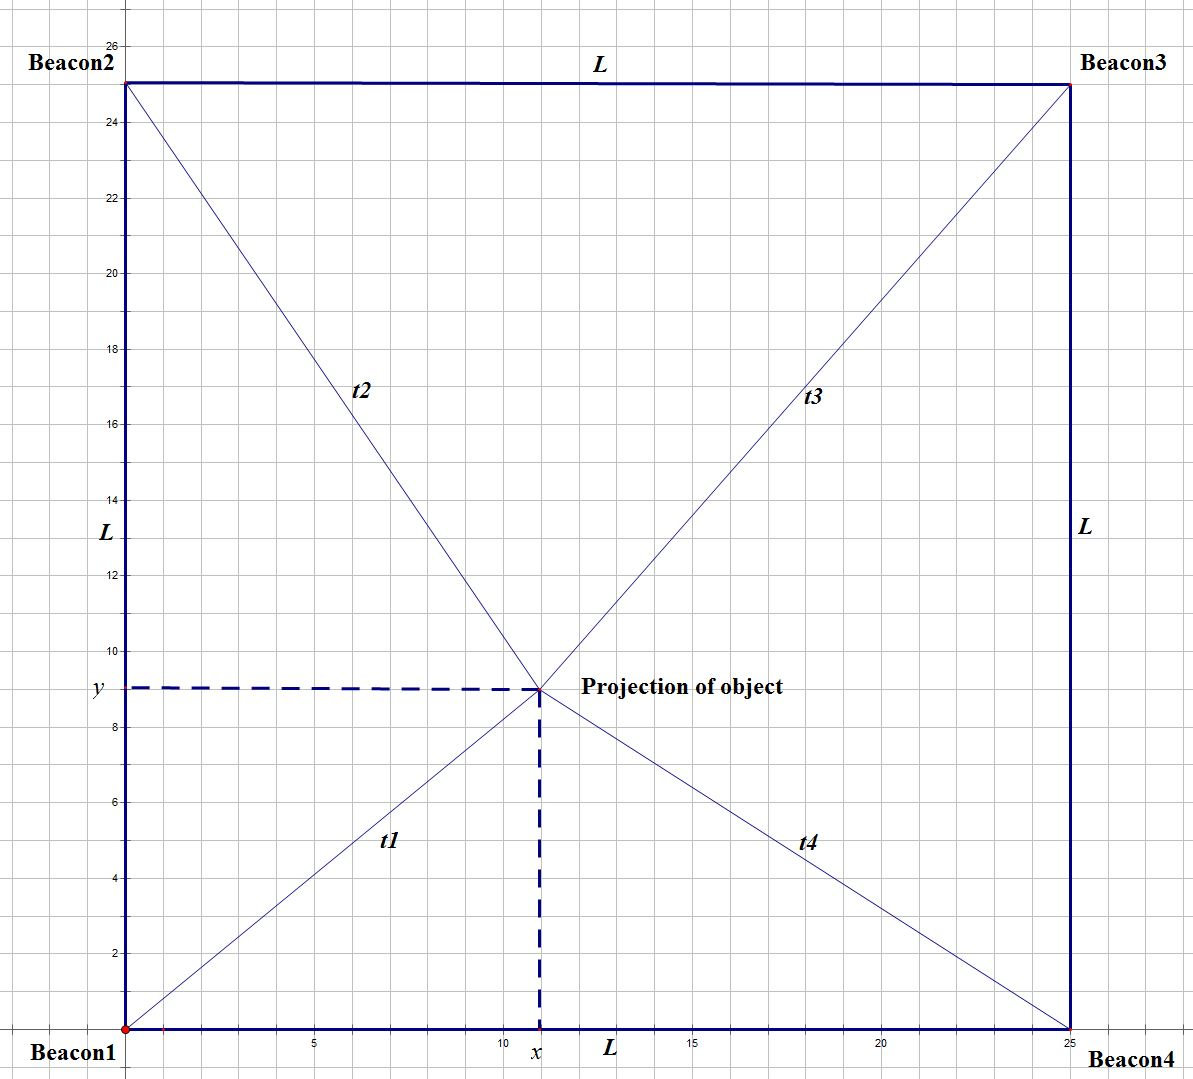 26
Beacon2
L
Beacon3
24
22
20
18
t2
t3
16
14
L
L
12
10
y
Projection of object
8
6
t1
t4
4
2
Beacon1
5
10
x
L
15
20
25
Beacon4